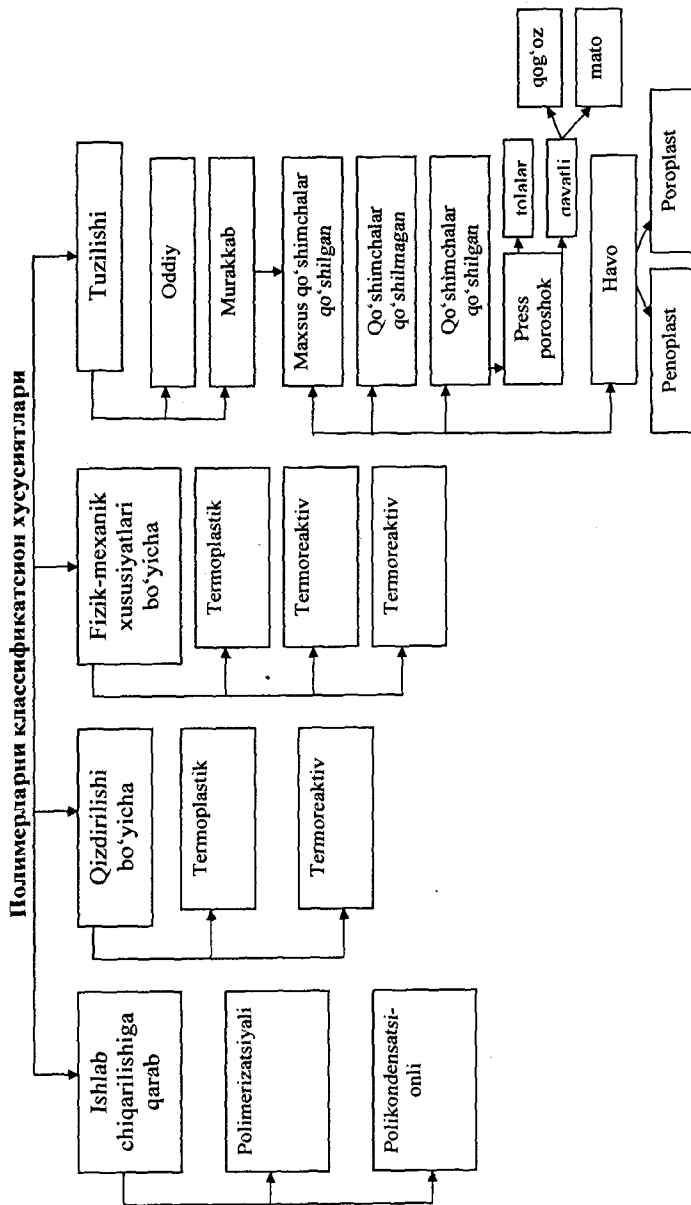 Полимерларни классификатсион хусусиятлари
Ishlab
chiqarilishiga
qarab
Polimerizatsiyali
Polikondensatsi-
onli
Qizdirilishi
bo‘yicha
Termoplastik
Termoreaktiv
Fizik-mexanik
xususiyatlari
bo‘yicha
Termoplastik
Termoreaktiv
Termoreaktiv
Tuzilishi
Oddiy
Murakkab
Maxsus qo‘shimchalar
qo‘shilgan
Qo‘shimchalar
qo‘shilmagan
Qo‘shimchalar
qo‘shilgan
Press
poroshok
tolalar
qavatli
qog‘oz
mato
Havo
Penoplast
Poroplast